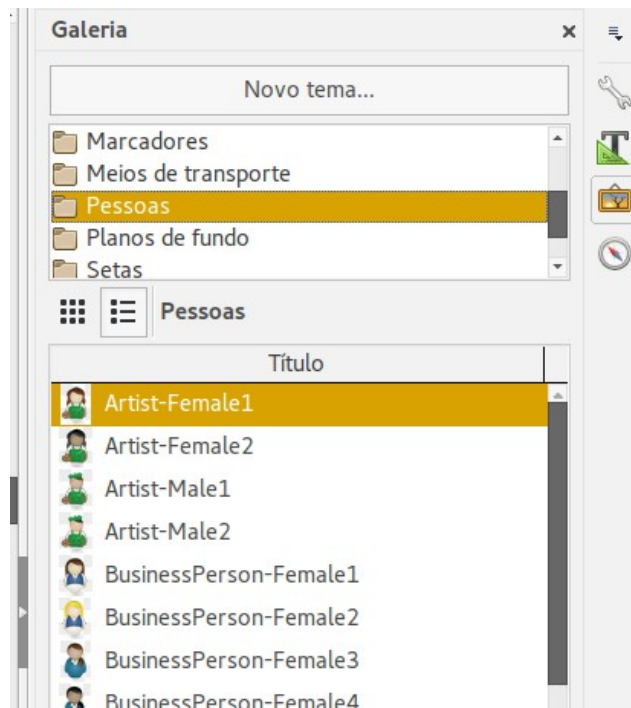 Galeria
Novo tema...
Marcadores
Meios de transporte
Pessoas
Planos de fundo
Setas
Pessoas
Título
Artist-Female1
Artist-Female2
Artist-Male1
Artist-Male2
BusinessPerson-Female1
BusinessPerson-Female2
BusinessPerson-Female3
BusinessPerson-Female4